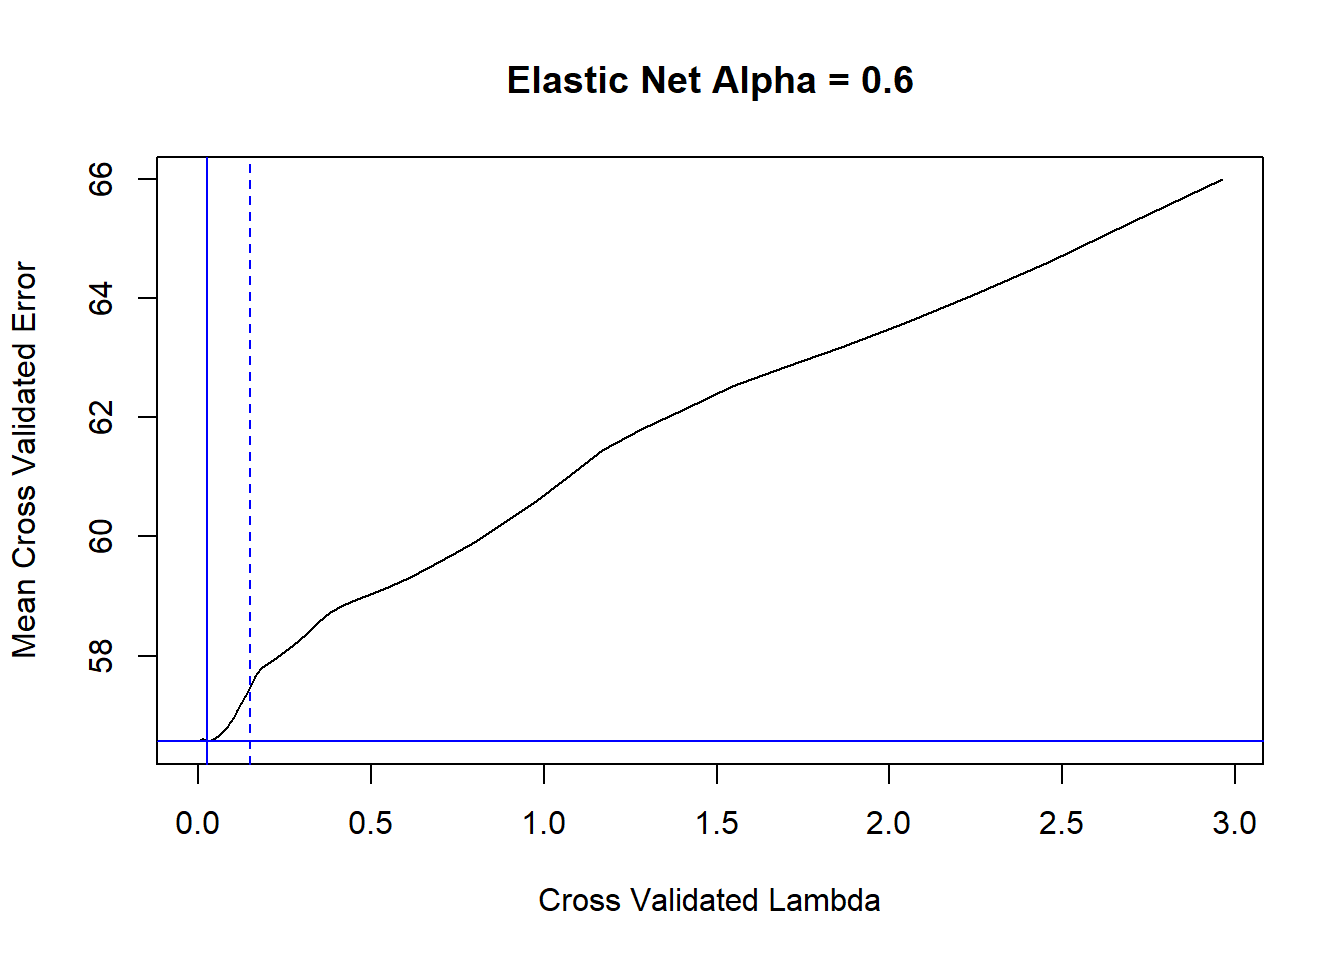 Elastic Net Alpha = 0.6
Mean Cross Validated Error
66
64
62
60
58
0.0 0.5 1.0 1.5 2.0 2.5 3.0
Cross Validated Lambda